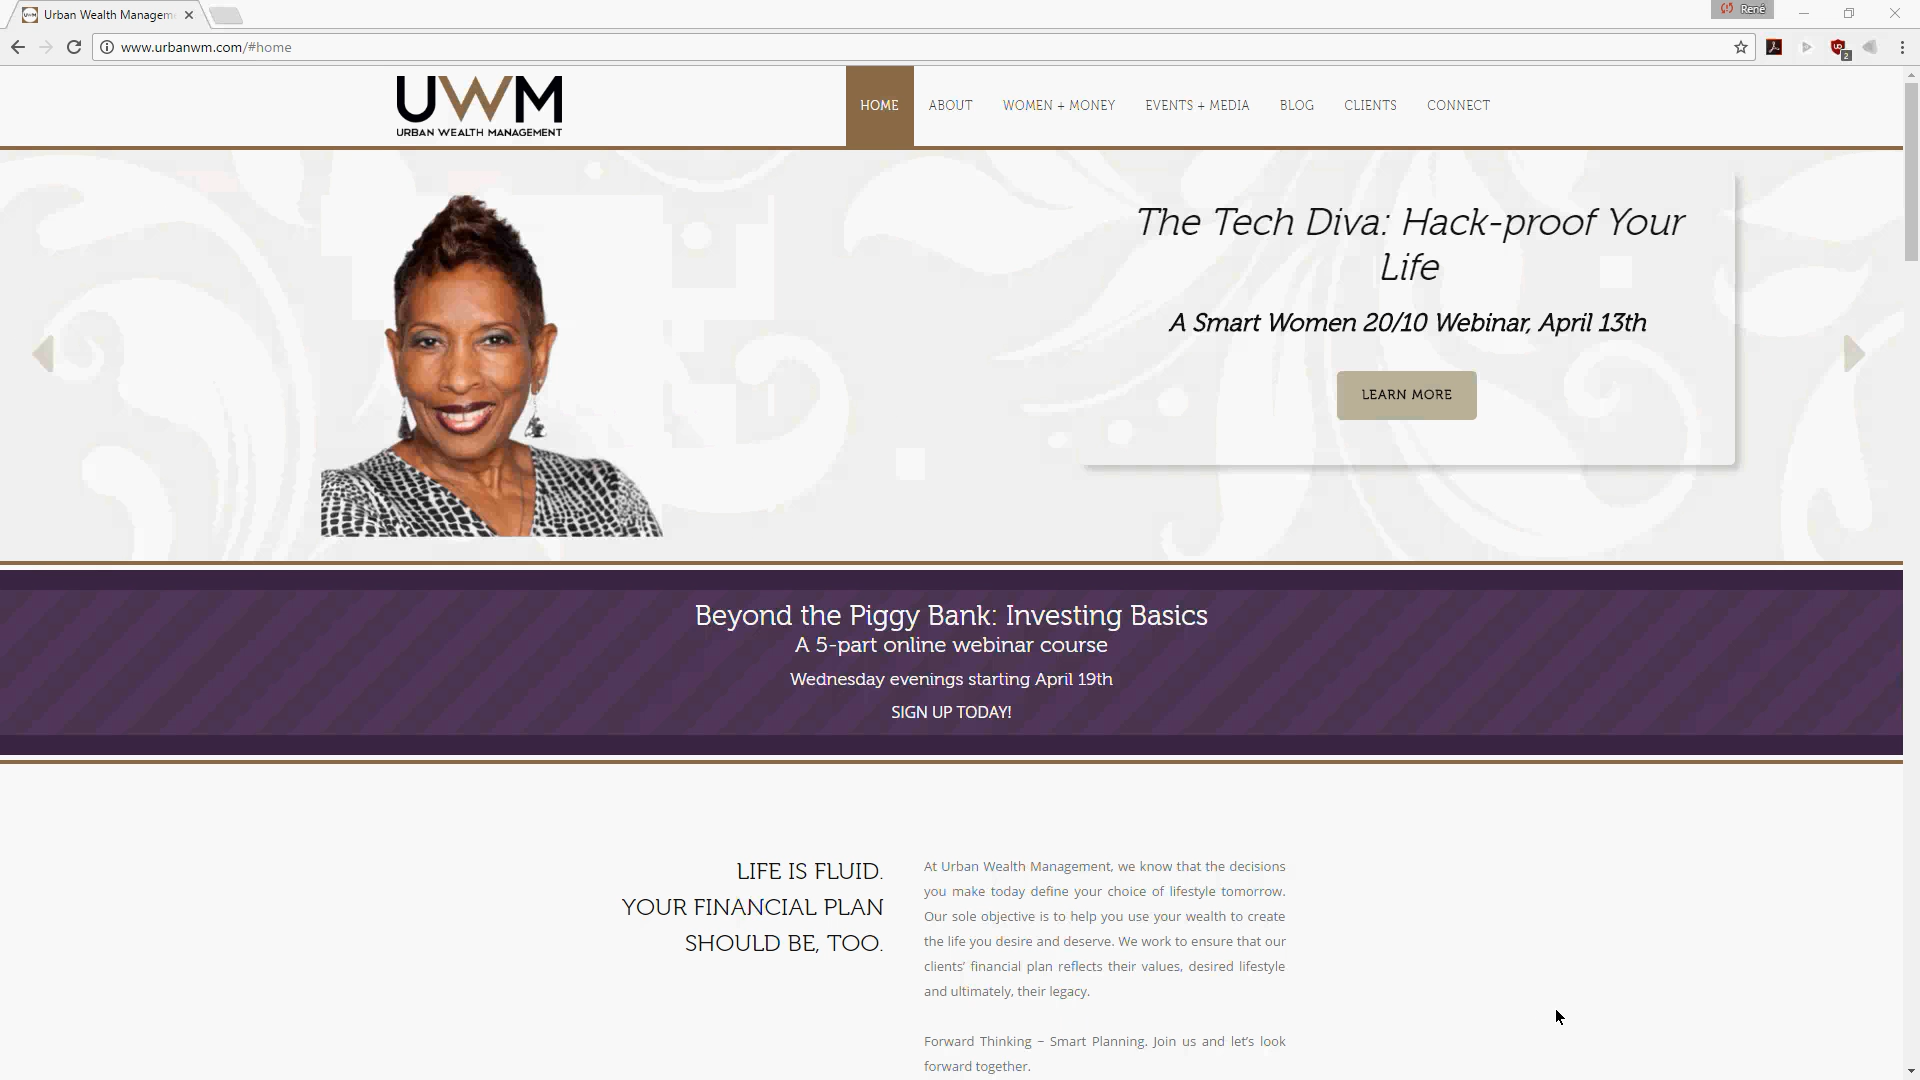 Urban Wealth Managem
René
www.urbanwm.com/#home
2
UWM
URBAN WEALTH MANAGEMENT
HOME
ABOUT
WOMEN + MONEY
EVENTS + MEDIA
BLOG
CLIENTS
CONNECT
The Tech Diva: Hack-proof Your
Life
A Smart Women 20/10 Webinar, April 13th
LEARN MORE
Beyond the Piggy Bank: Investing Basics
A 5-part online webinar course
Wednesday evenings starting April 19th
SIGN UP TODAY!
LIFE IS FLUID.
YOUR FINANCIAL PLAN
SHOULD BE, TOO.
At Urban Wealth Management, we know that the decisions
you make today define your choice of lifestyle tomorrow.
Our sole objective is to help you use your wealth to create
the life you desire and deserve. We work to ensure that our
clients’ financial plan reflects their values, desired lifestyle
and ultimately, their legacy.
Forward Thinking – Smart Planning. Join us and let’s look
forward together.